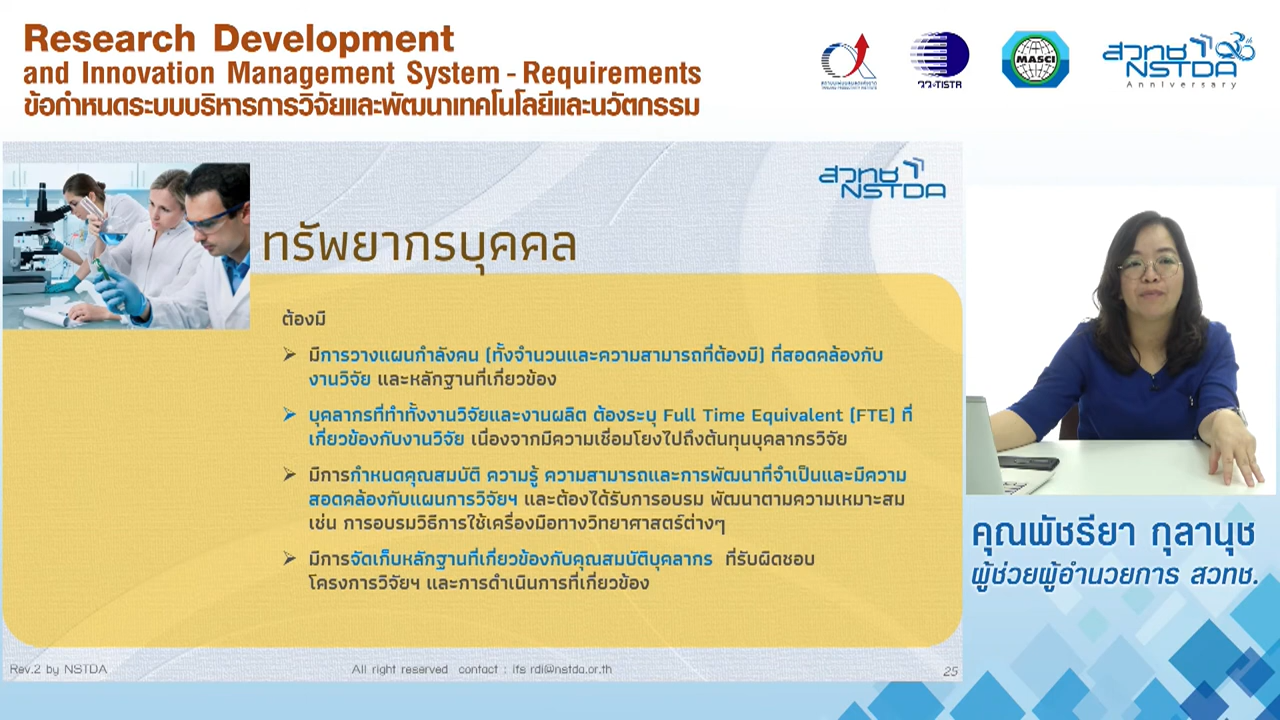 Research Development
and Innovation Management System - Requirements
ข้อกำหนดระบบบริหารการวิจัยและพัฒนาเทคโนโลยีและนวัตกรรม
วว.TISTR
MASCI
สวทช
NSTDA
Anniversary
สวทช
NSTDA
ทรัพยากรบุคคล
ต้องมี
➢ มีการวางแผนกำลังคน (ทั้งจำนวนและความสามารถที่ต้องมี) ที่สอดคล้องกับ
งานวิจัย และหลักฐานที่เกี่ยวข้อง
➢ บุคลากรที่ทำทั้งงานวิจัยและงานผลิต ต้องระบุ Full Time Equivalent (FTE) ที่
เกี่ยวข้องกับงานวิจัย เนื่องจากมีความเชื่อมโยงไปถึงต้นทุนบุคลากรวิจัย
➢ มีการกำหนดคุณสมบัติ ความรู้ ความสามารถและการพัฒนาที่จำเป็นและมีความ
สอดคล้องกับแผนการวิจัยฯ และต้องได้รับการอบรม พัฒนาตามความเหมาะสม
เช่น การอบรมวิธีการใช้เครื่องมือทางวิทยาศาสตร์ต่างๆ
➢ มีการจัดเก็บหลักฐานที่เกี่ยวข้องกับคุณสมบัติบุคลากร ที่รับผิดชอบ
โครงการวิจัยฯ และการดำเนินการที่เกี่ยวข้อง
คุณพัชรียา กุลานุช
ผู้ช่วยผู้อำนวยการ สวทช.
Rev.2 by NSTDA
All right reserved contact : ifs rdi@nstda.or.th
25